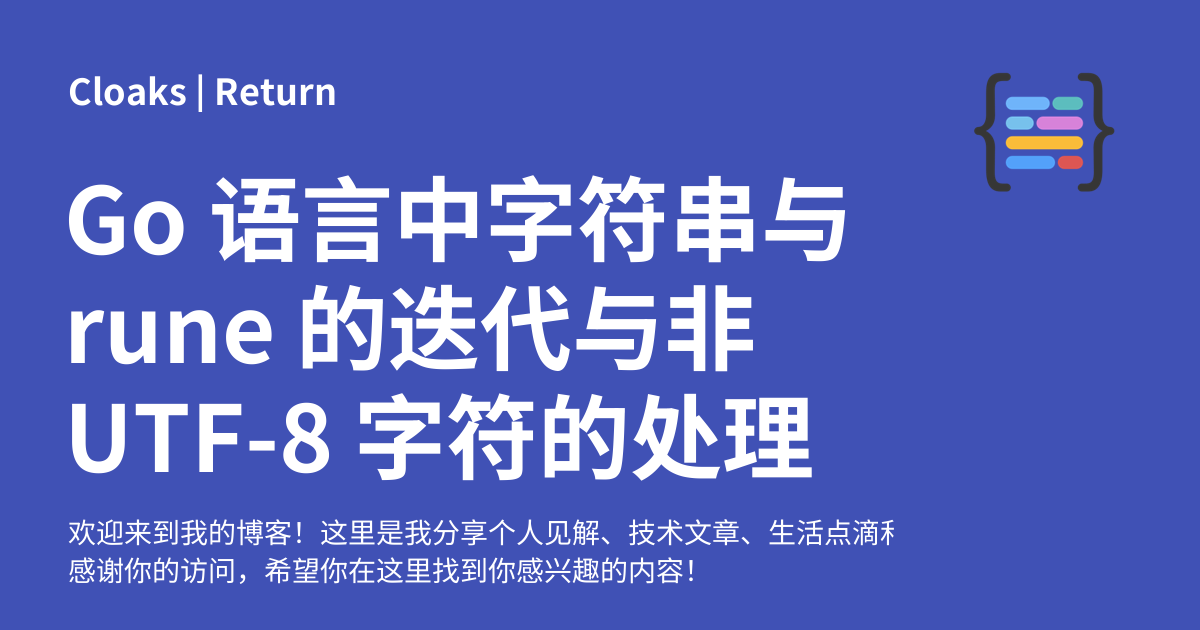 Cloaks | Return
Go 语言中字符串与
rune 的迭代与非
UTF-8 字符的处理
欢迎来到我的博客！这里是我分享个人见解、技术文章、生活点滴
感谢你的访问，希望你在这里找到你感兴趣的内容！